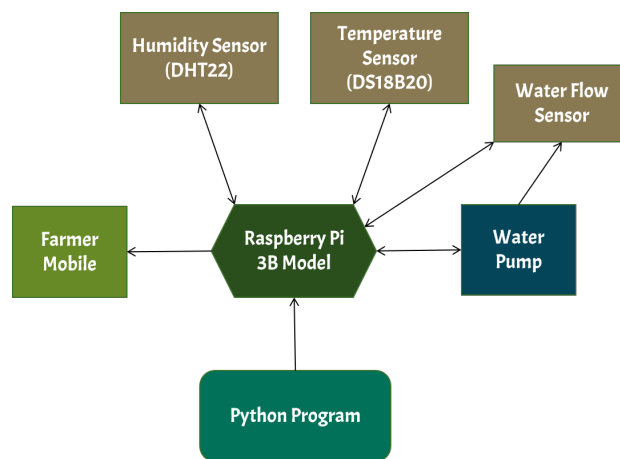 Humidity Sensor
(DHT22)
Temperature
Sensor
(DS18B20)
Water Flow
Sensor
Farmer
Mobile
Raspberry Pi
3B Model
Water
Pump
Python Program